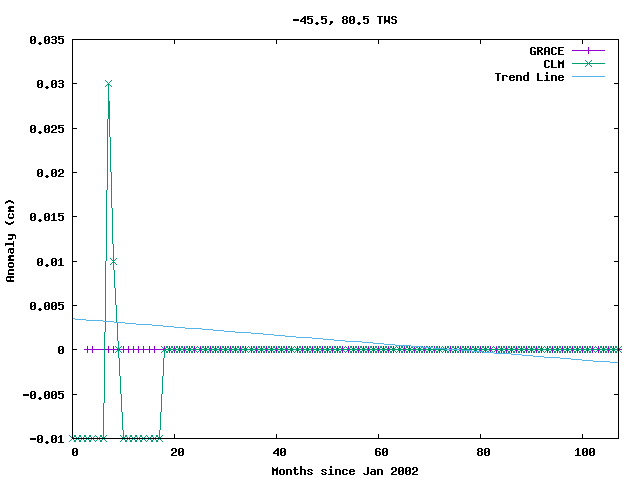 -45.5, 80.5 TWS
0.035
0.03
0.025
0.02
0.015
0.01
0.005
0
-0.005
-0.01
Anomaly (cm)
GRACE
CLM
Trend Line
0 20 40 60 80 100
Months since Jan 2002